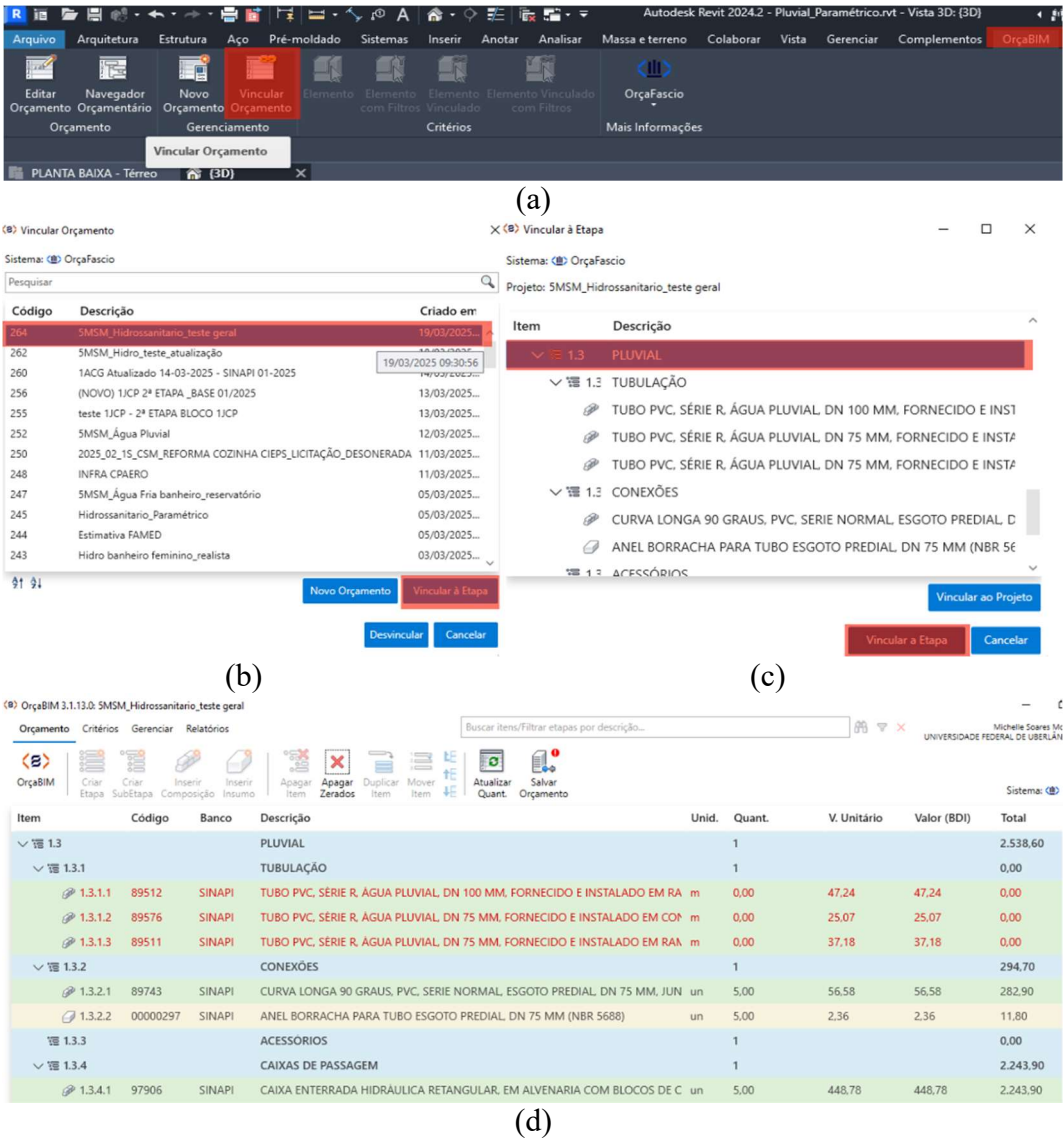 Autodesk Revit 2024.2 - Pluvial_Paramétrico.rvt - Vista 3D: {3D}
Arquivo Arquitetura Estrutura Aço Pré-moldado Sistemas Inserir Anotar Analisar Massa e terreno Colaborar Vista Gerenciar Complementos OrçaBIM
Editar Navegador Novo Vincular Elemento Elemento Elemento Elemento Vinculado OrçaFascio
Orçamento Orçamentário Orçamento Orçamento com Filtros Vinculado com Filtros
Orçamento Gerenciamento Critérios Mais Informações
Vincular Orçamento
PLANTA BAIXA - Térreo {3D}
(a)
Vincular Orçamento
Sistema: OrçaFascio
Pesquisar
Código Descrição Criado em
264 5MSM_Hidrossanitario_teste geral 19/03/2025...
262 5MSM_Hidro_teste_atualização
19/03/2025 09:30:56
260 1ACG Atualizado 14-03-2025 - SINAPI 01-2025 14/03/2025...
256 (NOVO) 1JCP 2ª ETAPA _BASE 01/2025 13/03/2025...
255 teste 1JCP - 2ª ETAPA BLOCO 1JCP 13/03/2025...
252 5MSM_Água Pluvial 12/03/2025...
250 2025_02_1S_CSM_REFORMA COZINHA CIEPS_LICITAÇÃO_DESONERADA 11/03/2025...
248 INFRA CPAERO 11/03/2025...
247 5MSM_Água Fria banheiro_reservatório 05/03/2025...
245 Hidrossanitario_Paramétrico 05/03/2025...
244 Estimativa FAMED 05/03/2025...
243 Hidro banheiro feminino_realista 03/03/2025...
Novo Orçamento Vincular à Etapa
Desvincular Cancelar
(b)
Vincular à Etapa
Sistema: OrçaFascio
Projeto: 5MSM_Hidrossanitario_teste geral
Item Descrição
1.3 PLUVIAL
1.3 TUBULAÇÃO
TUBO PVC, SÉRIE R, ÁGUA PLUVIAL, DN 100 MM, FORNECIDO E INST
TUBO PVC, SÉRIE R, ÁGUA PLUVIAL, DN 75 MM, FORNECIDO E INSTA
TUBO PVC, SÉRIE R, ÁGUA PLUVIAL, DN 75 MM, FORNECIDO E INSTA
1.3 CONEXÕES
CURVA LONGA 90 GRAUS, PVC, SERIE NORMAL, ESGOTO PREDIAL, D
ANEL BORRACHA PARA TUBO ESGOTO PREDIAL, DN 75 MM (NBR 56
1.3 ACESSÓRIOS
Vincular ao Projeto
Vincular a Etapa Cancelar
(c)
OrçaBIM 3.1.13.0: 5MSM_Hidrossanitario_teste geral
Orçamento Critérios Gerenciar Relatórios Buscar itens/Filtrar etapas por descrição... Michelle Soares Mo
UNIVERSIDADE FEDERAL DE UBERLÂN
OrçaBIM Criar Criar Inserir Inserir Apagar Apagar Duplicar Mover Atualizar Salvar
Etapa SubEtapa Composição Insumo Item Zerados Item Item Quant. Orçamento Sistema:
Item Código Banco Descrição Unid. Quant. V. Unitário Valor (BDI) Total
1.3 PLUVIAL 1 2.538,60
1.3.1 TUBULAÇÃO 1 0,00
1.3.1.1 89512 SINAPI TUBO PVC, SÉRIE R, ÁGUA PLUVIAL, DN 100 MM, FORNECIDO E INSTALADO EM RA m 0,00 47,24 47,24 0,00
1.3.1.2 89576 SINAPI TUBO PVC, SÉRIE R, ÁGUA PLUVIAL, DN 75 MM, FORNECIDO E INSTALADO EM CON m 0,00 25,07 25,07 0,00
1.3.1.3 89511 SINAPI TUBO PVC, SÉRIE R, ÁGUA PLUVIAL, DN 75 MM, FORNECIDO E INSTALADO EM RAN m 0,00 37,18 37,18 0,00
1.3.2 CONEXÕES 1 294,70
1.3.2.1 89743 SINAPI CURVA LONGA 90 GRAUS, PVC, SERIE NORMAL, ESGOTO PREDIAL, DN 75 MM, JUN un 5,00 56,58 56,58 282,90
1.3.2.2 00000297 SINAPI ANEL BORRACHA PARA TUBO ESGOTO PREDIAL, DN 75 MM (NBR 5688) un 5,00 2,36 2,36 11,80
1.3.3 ACESSÓRIOS 1 0,00
1.3.4 CAIXAS DE PASSAGEM 1 2.243,90
1.3.4.1 97906 SINAPI CAIXA ENTERRADA HIDRÁULICA RETANGULAR, EM ALVENARIA COM BLOCOS DE C un 5,00 448,78 448,78 2.243,90
(d)